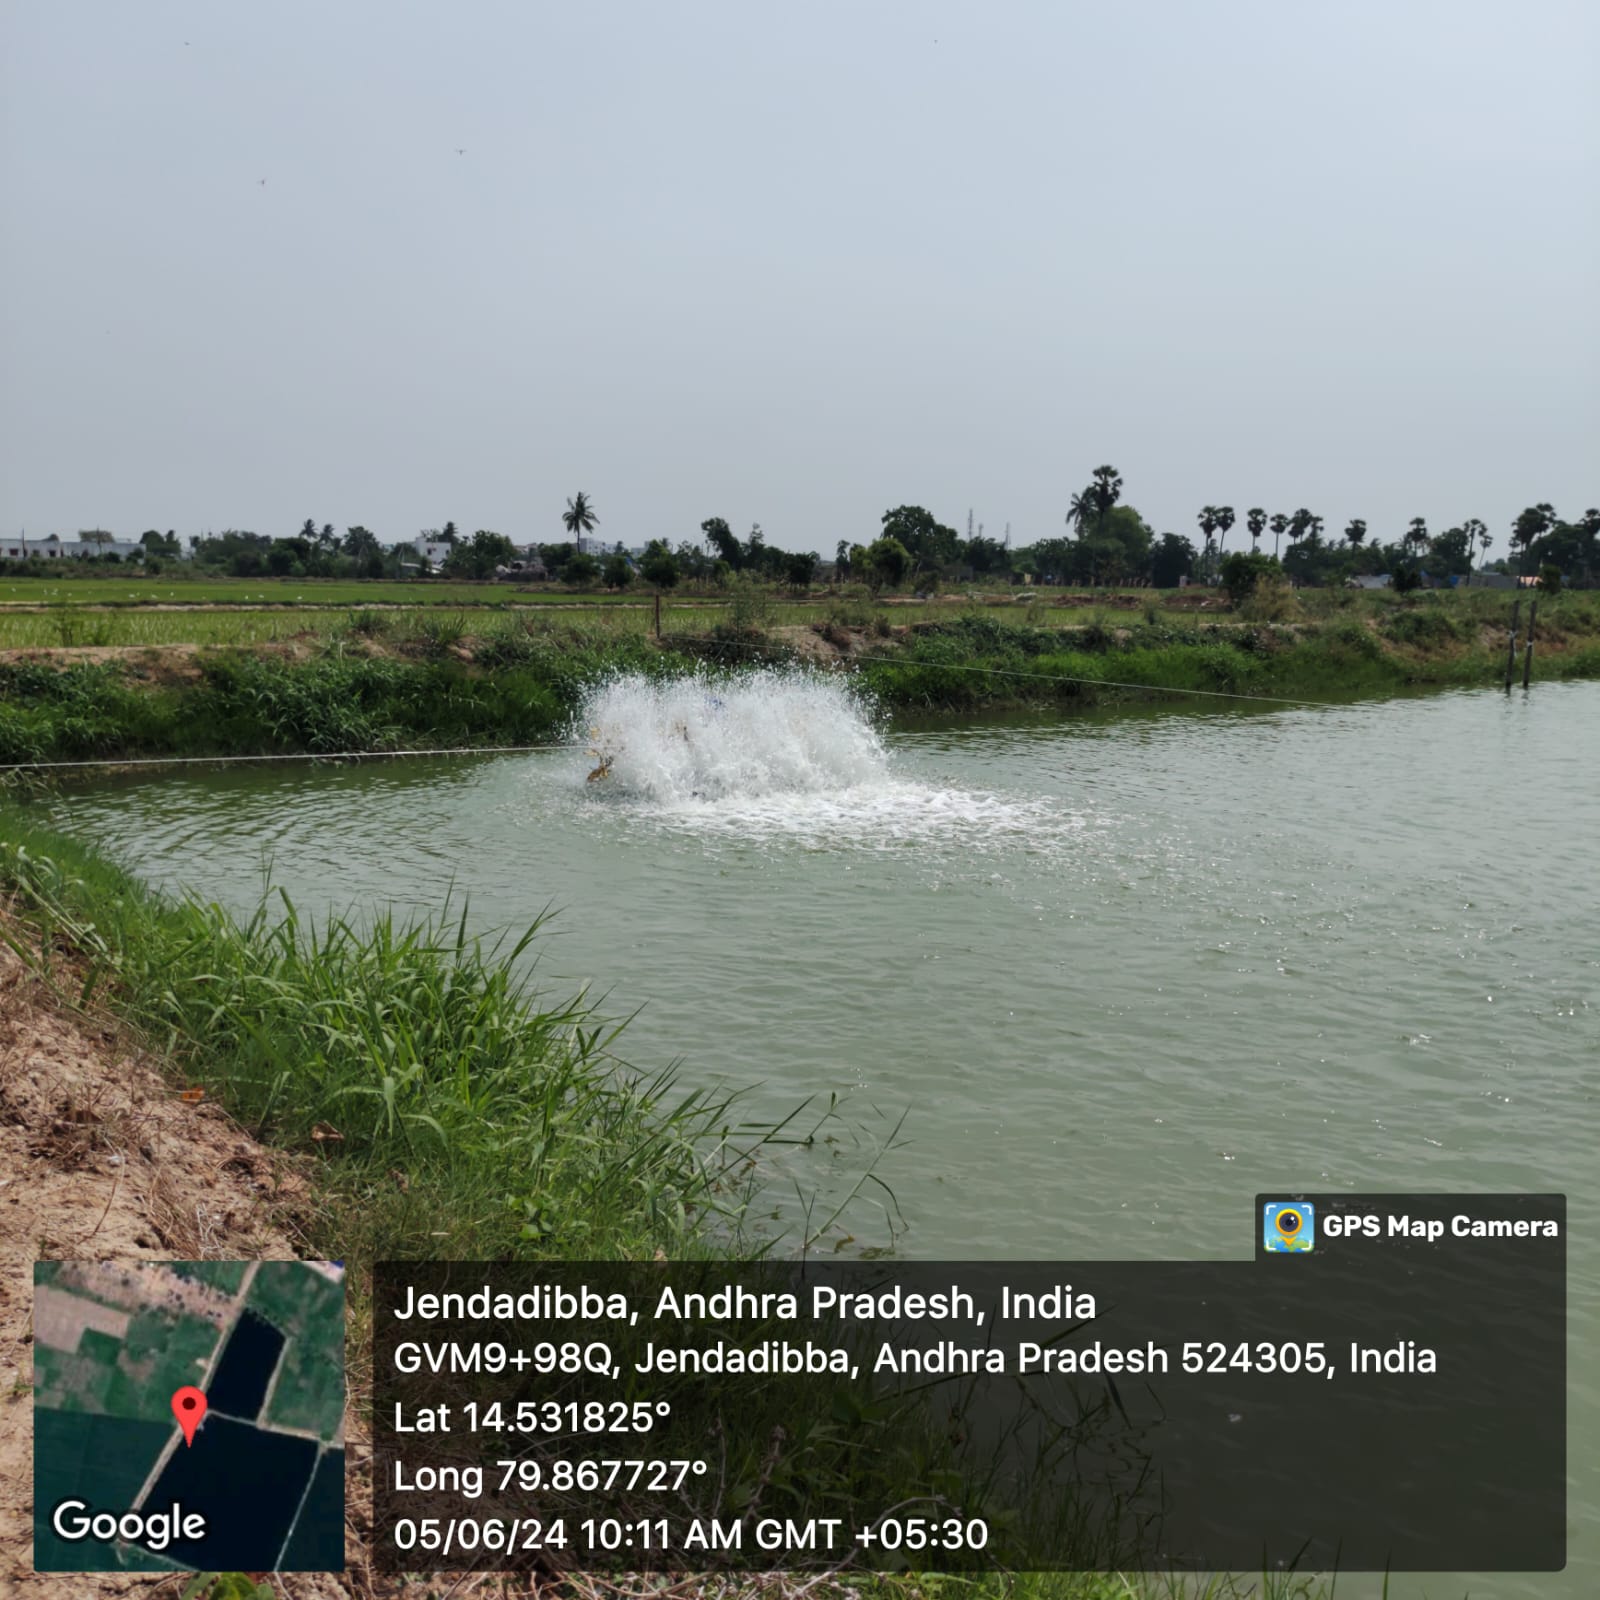 GPS Map Camera
Jendadibba, Andhra Pradesh, India
GVM9+98Q, Jendadibba, Andhra Pradesh 524305, India
Lat 14.531825°
Long 79.867727°
05/06/24 10:11 AM GMT +05:30
Google